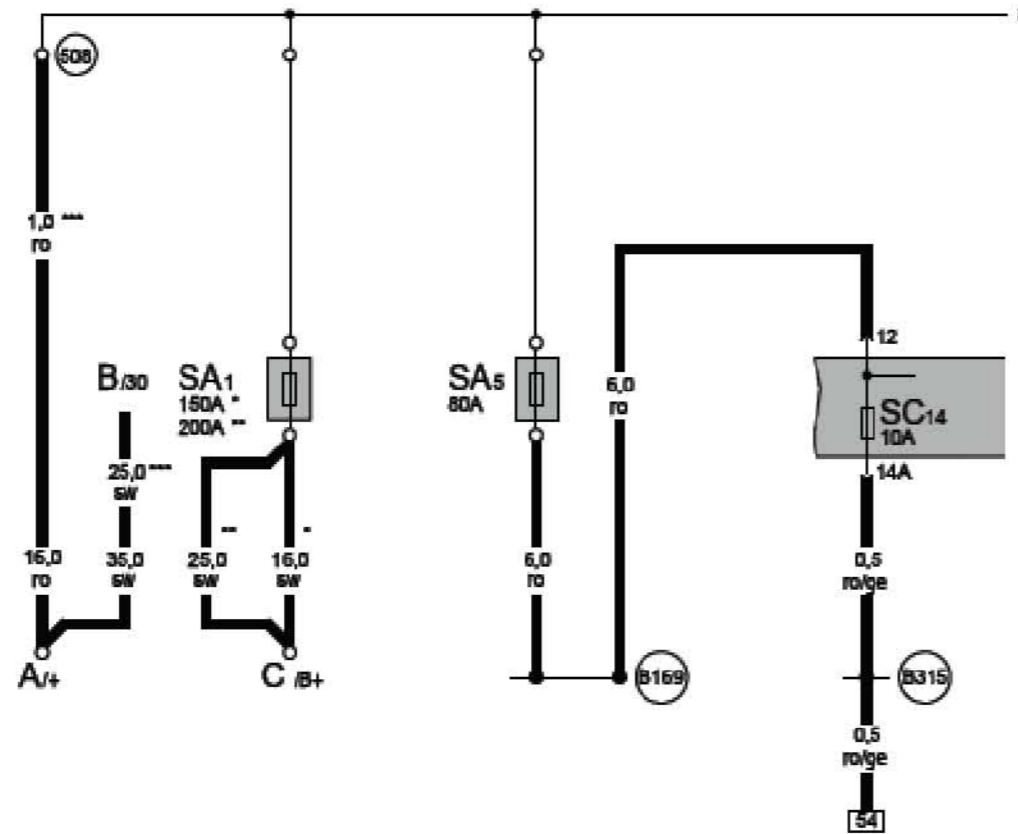 508
1,0 ***
ro
12
B/30
SA1
150A *
200A **
SA5
80A
6,0
ro
SC14
10A
14A
25,0 ***
sw
**
*
16,0
ro
35,0
sw
25,0
sw
16,0
sw
6,0
ro
0,5
ro/ge
A/+
C /B+
B169
B315
0,5
ro/ge
54